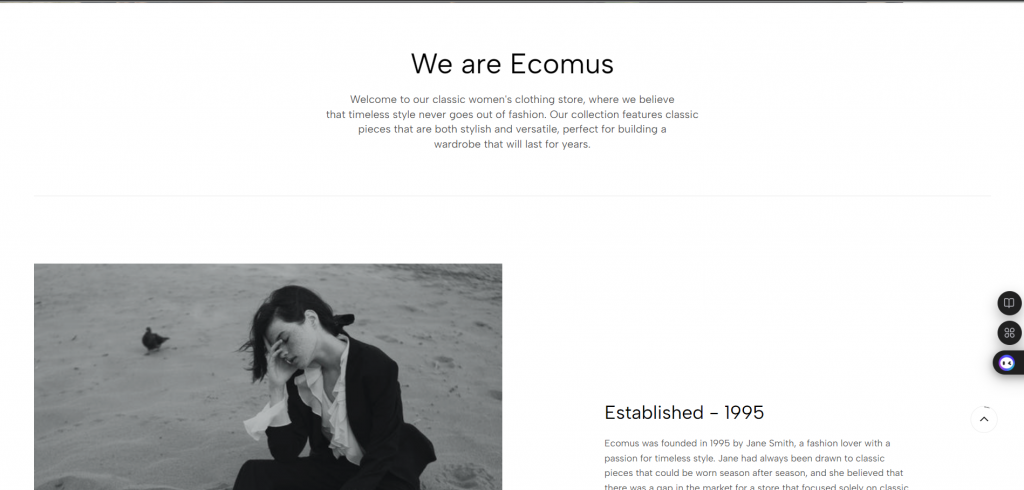 We are Ecomus
Welcome to our classic women's clothing store, where we believe
that timeless style never goes out of fashion. Our collection features classic
pieces that are both stylish and versatile, perfect for building a
wardrobe that will last for years.
Established - 1995
Ecomus was founded in 1995 by Jane Smith, a fashion lover with a
passion for timeless style. Jane had always been drawn to classic
pieces that could be worn season after season, and she believed that
there was a gap in the market for a store that focused solely on classic